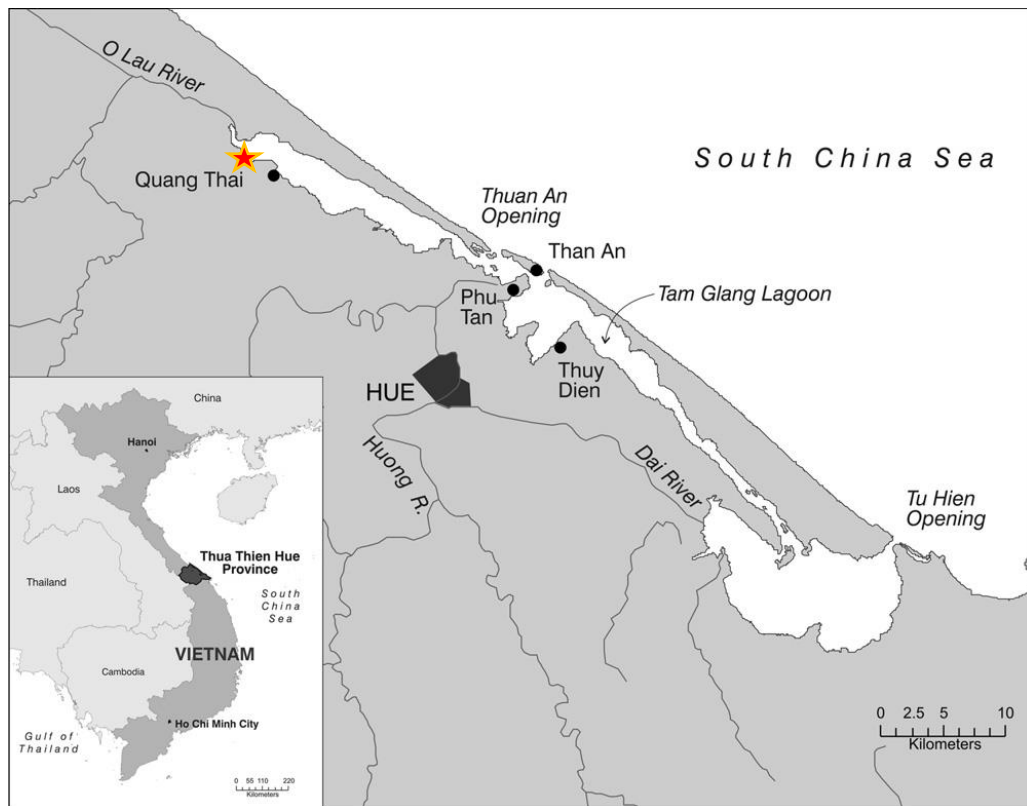 O Lau River
South China Sea
Quang Thai
Thuan An
Opening
Than An
Phu
Tan
Tam Glang Lagoon
Thuy
Dien
HUE
Huong R.
Dai River
Tu Hien
Opening
0 2.5 5 10
Kilometers
China
Hanoi
Laos
Thua Thien Hue
Province
Thailand
South
China
Sea
VIETNAM
Cambodia
Ho Chi Minh City
Gulf of
Thailand
0 55 110 220
Kilometers